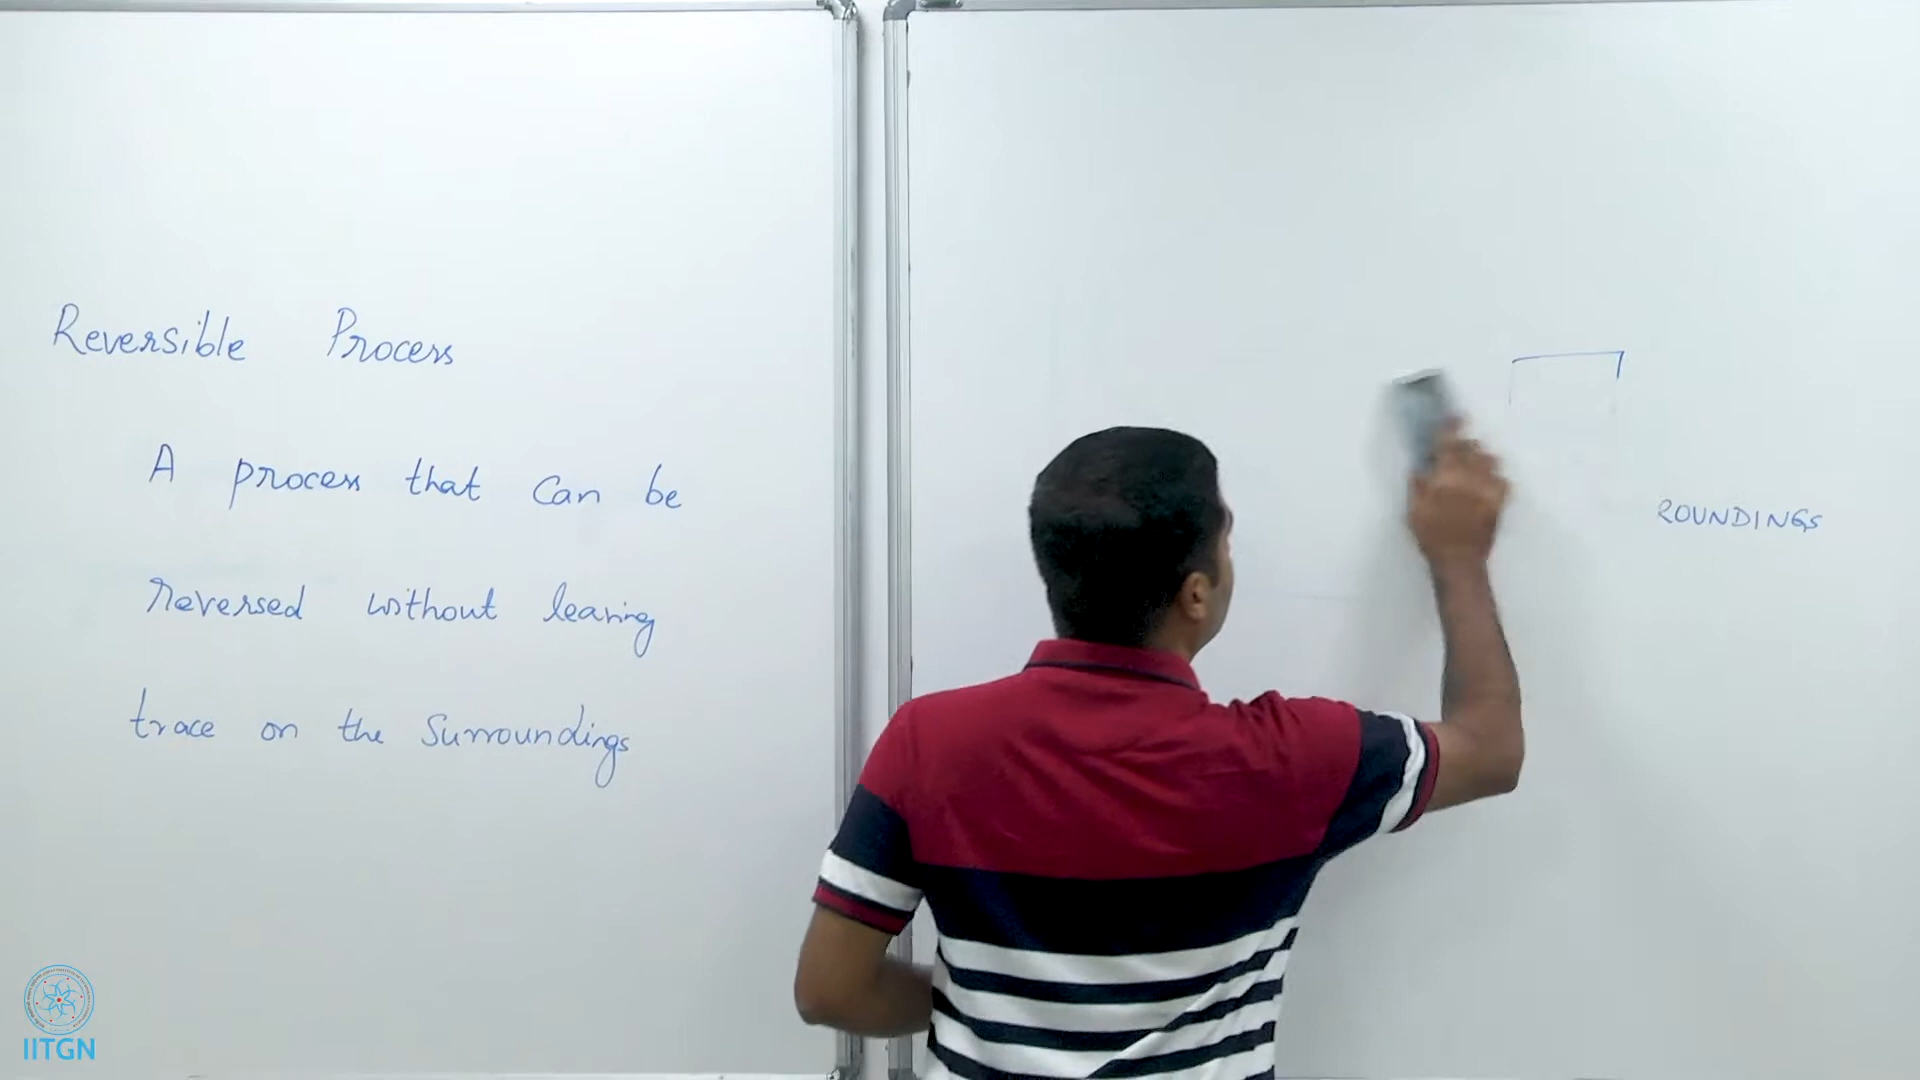 Reversible Process
A process that can be
reversed without leaving
trace on the surroundings
ROUNDINGS
IITGN